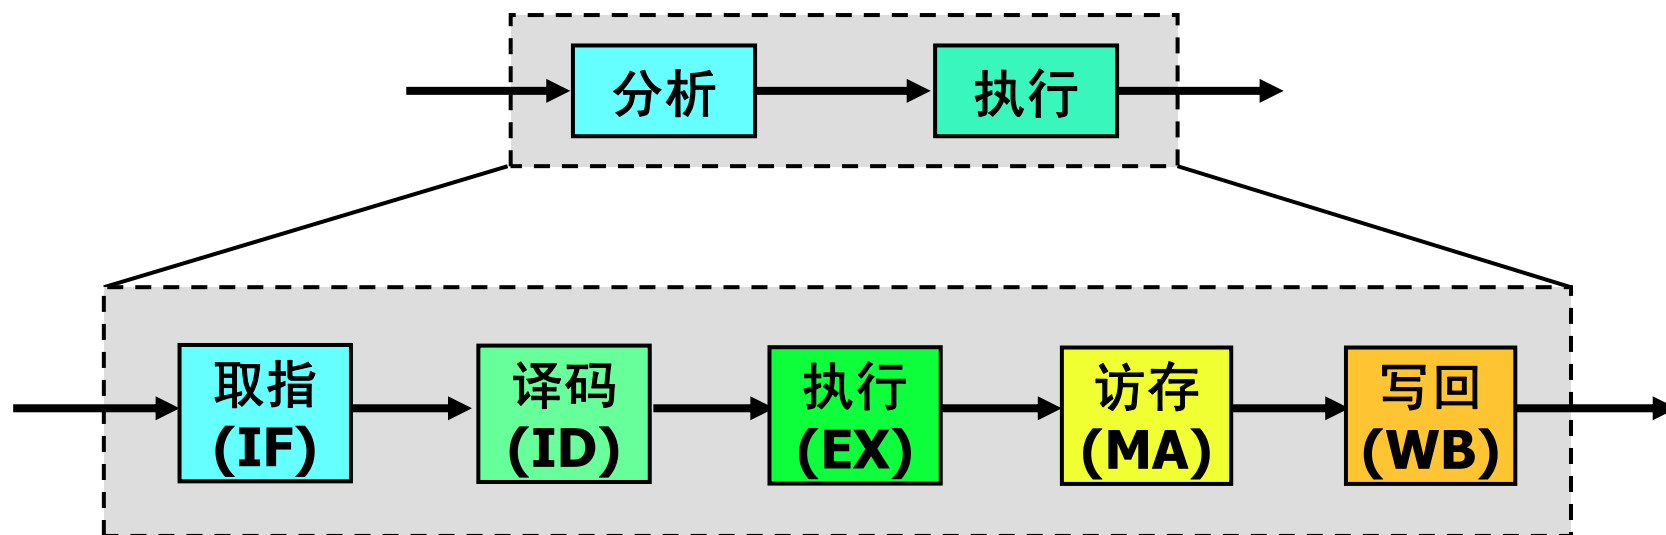 分析
执行
取指
(IF)
译码
(ID)
执行
(EX)
访存
(MA)
写回
(WB)